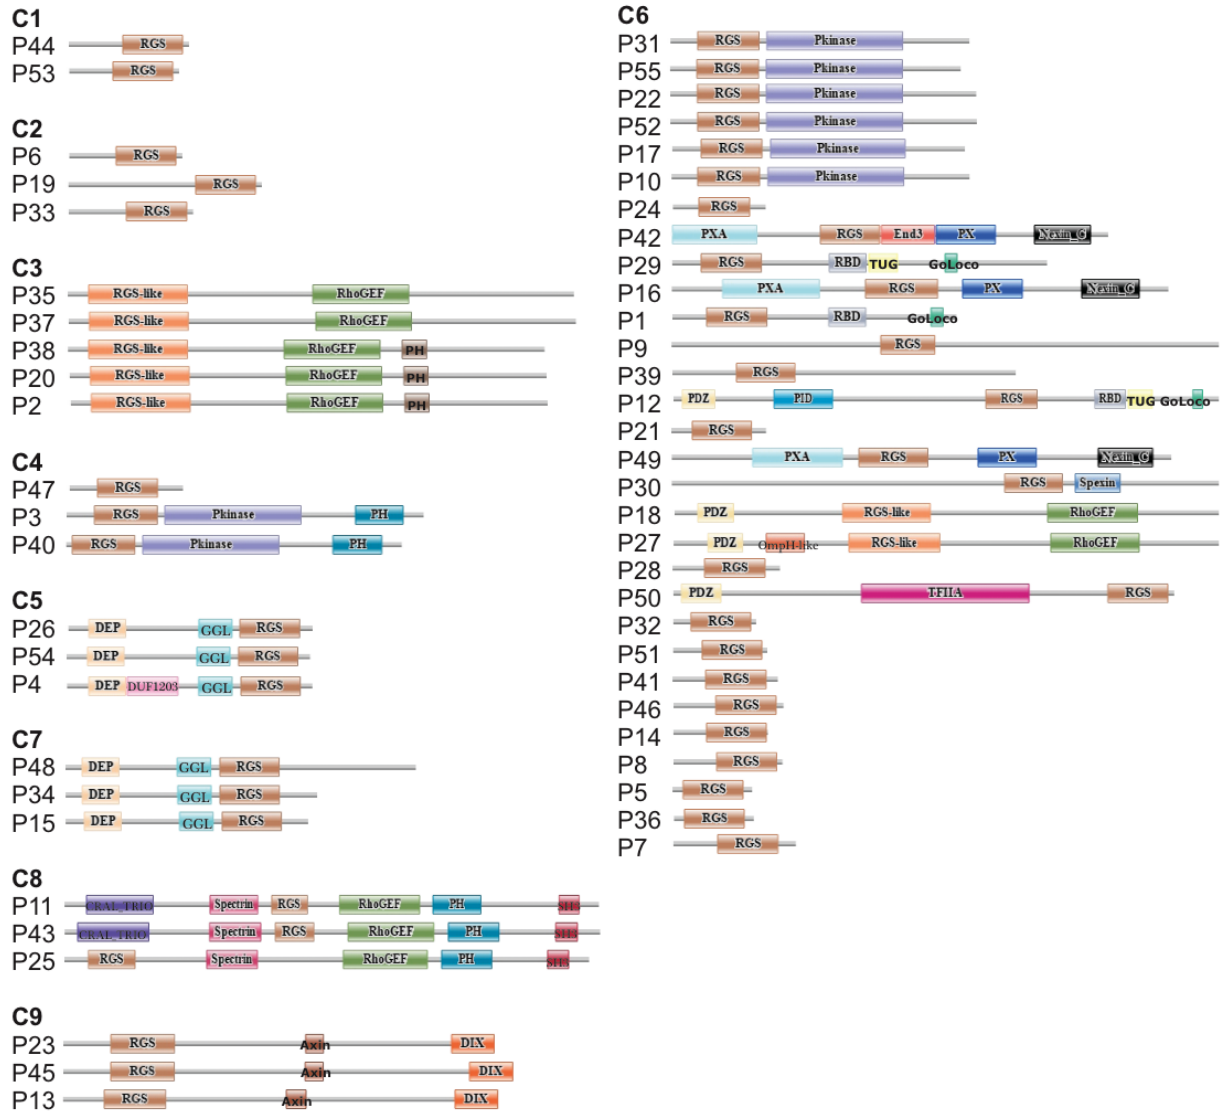 C1
P44 RGS
P53 RGS
C2
P6 RGS
P19 RGS
P33 RGS
C3
P35 RGS-like RhoGEF
P37 RGS-like RhoGEF
P38 RGS-like RhoGEF PH
P20 RGS-like RhoGEF PH
P2 RGS-like RhoGEF PH
C4
P47 RGS
P3 RGS Pkinase PH
P40 RGS Pkinase PH
C5
P26 DEP GGL RGS
P54 DEP GGL RGS
P4 DEP DUF1203 GGL RGS
C7
P48 DEP GGL RGS
P34 DEP GGL RGS
P15 DEP GGL RGS
C8
P11 CRAL_TRIO Spectrin RGS RhoGEF PH SH3
P43 CRAL_TRIO Spectrin RGS RhoGEF PH SH3
P25 RGS Spectrin RhoGEF PH SH3
C9
P23 RGS Axin DIX
P45 RGS Axin DIX
P13 RGS Axin DIX
C6
P31 RGS Pkinase
P55 RGS Pkinase
P22 RGS Pkinase
P52 RGS Pkinase
P17 RGS Pkinase
P10 RGS Pkinase
P24 RGS
P42 PXA RGS End3 PX Nexin_C
P29 RGS RBD TUG GoLoco
P16 PXA RGS PX Nexin_C
P1 RGS RBD GoLoco
P9 RGS
P39 RGS
P12 PDZ PID RGS RBD TUG GoLoco
P21 RGS
P49 PXA RGS PX Nexin_C
P30 RGS Spexin
P18 PDZ RGS-like RhoGEF
P27 PDZ OmpH-like RGS-like RhoGEF
P28 RGS
P50 PDZ TFIIA RGS
P32 RGS
P51 RGS
P41 RGS
P46 RGS
P14 RGS
P8 RGS
P5 RGS
P36 RGS
P7 RGS